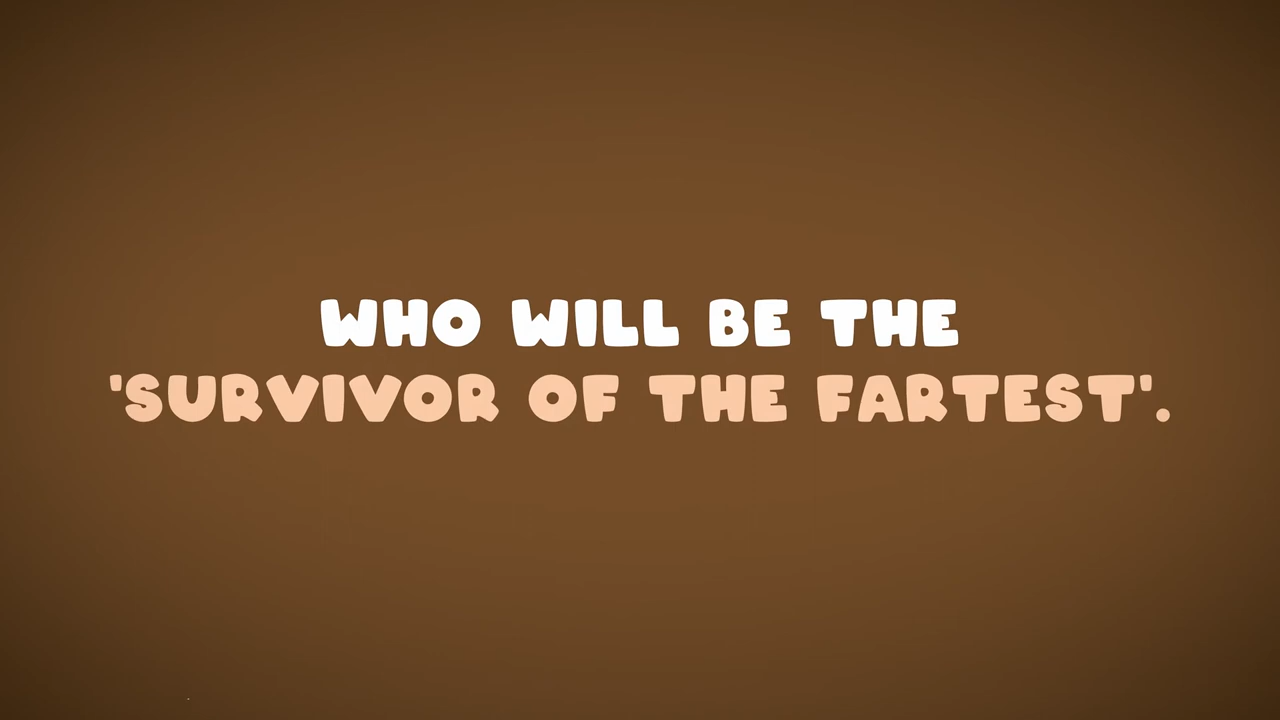 WHO WILL BE THE
'SURVIVOR OF THE FARTEST'.